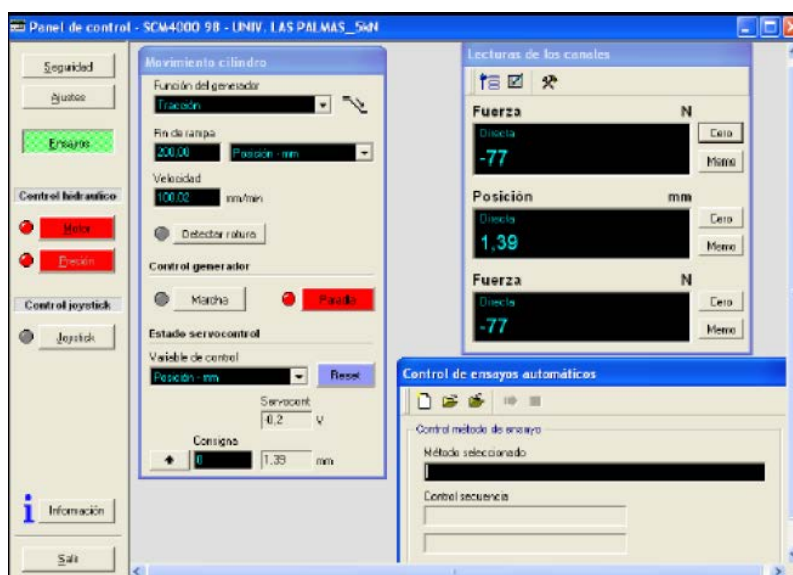 Panel de control - SCM4000 98 - UNIV. LAS PALMAS_5kN
Seguridad
Ajustes
Ensayos
Control hidraulico
Motor
Presión
Control joystick
Joystick
Información
Salir
Movimiento cilindro
Función del generador
Tracción
Fin de rampa
200,00
Posición - mm
Velocidad
100,02
mm/min
Detectar rotura
Control generador
Marcha
Parada
Estado servocontrol
Variable de control
Posición - mm
Reset
Servocont
-0,2
V
Consigna
0
1.39
mm
Lecturas de los canales
Fuerza
N
Directa
-77
Cero
Memo
Posición
mm
Directa
1,39
Cero
Memo
Fuerza
N
Directa
-77
Cero
Memo
Control de ensayos automáticos
Control método de ensayo
Método seleccionado
Control secuencia